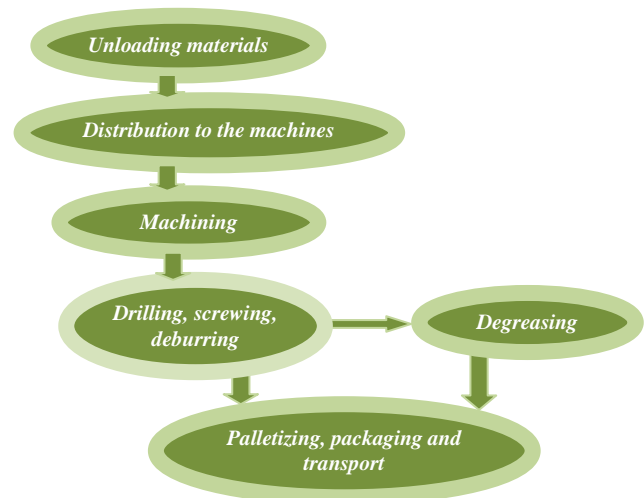 Unloading materials
Distribution to the machines
Machining
Drilling, screwing,
deburring
Degreasing
Palletizing, packaging and
transport